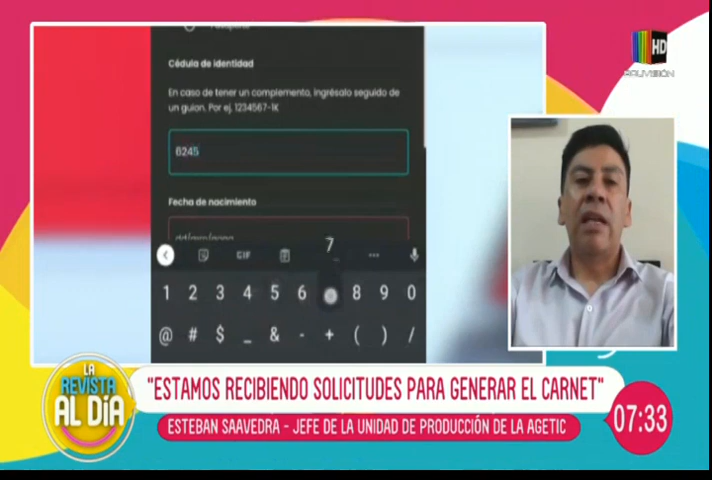 HD
Cédula de identidad
En caso de tener un complemento, ingrésalo seguido de
un guion. Por ej. 1234567-1K
6245
Fecha de nacimiento
7
GIF
1 2 3 4 5 6 8 9 0
@ # $ _ & - + ( ) /
LA
REVISTA
AL DÍA
"ESTAMOS RECIBIENDO SOLICITUDES PARA GENERAR EL CARNET"
ESTEBAN SAAVEDRA - JEFE DE LA UNIDAD DE PRODUCCIÓN DE LA AGETIC
07:33